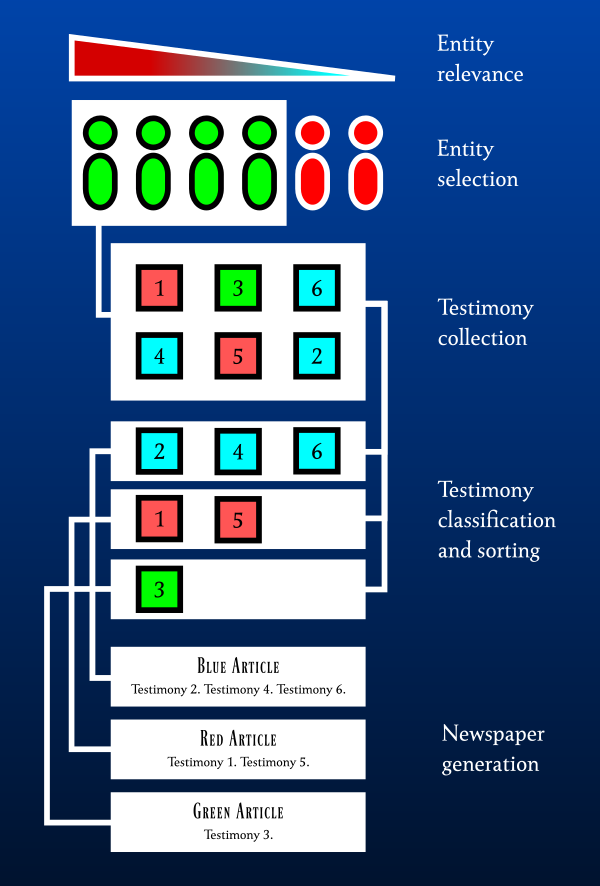 Entity
relevance
Entity
selection
1 3 6
4 5 2
Testimony
collection
2 4 6
1 5
3
Testimony
classification
and sorting
Blue Article
Testimony 2. Testimony 4. Testimony 6.
Red Article
Testimony 1. Testimony 5.
Newspaper
generation
Green Article
Testimony 3.